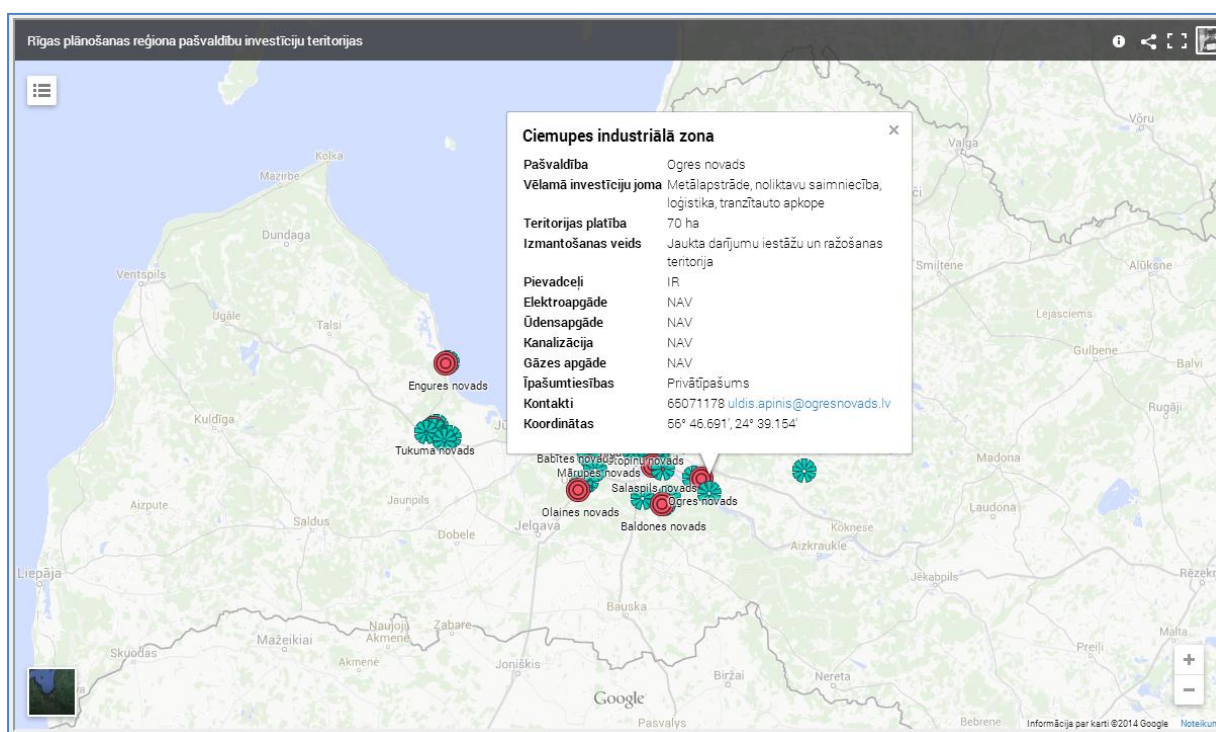 Rīgas plānošanas reģiona pašvaldību investīciju teritorijas
Ciemupes industriālā zona
Pašvaldība Ogres novads
Vēlamā investīciju joma Metālapstrāde, noliktavu saimniecība,
loģistika, tranzītauto apkope
Teritorijas platība 70 ha
Izmantošanas veids Jaukta darījumu iestāžu un ražošanas
teritorija
Pievadceļi IR
Elektroapgāde NAV
Ūdensapgāde NAV
Kanalizācija NAV
Gāzes apgāde NAV
Īpašumtiesības Privātīpašums
Kontakti 65071178 uldis.apinis@ogresnovads.lv
Koordinātas 56° 46.691', 24° 39.154'
Võru
Valga
Kolka
Mazirbe
Dundaga
Ventspils
Smiltene
Alūksne
Ugāle
Talsi
Lejasciems
Gulbene
Balvi
Engures novads
Kuldīga
Rugāji
Tukuma novads
Babītes novads
Stopiņu novads
Madona
Mārupes novads
Salaspils novads
Ogres novads
Aizpute
Jaunpils
Olaines novads
Laudona
Saldus
Jelgava
Baldones novads
Koknese
Dobele
Aizkraukle
Liepāja
Jēkabpils
Bauska
Naujoji
Akmenė
Žabare
Mažeikiai
Malta
Skuodas
Akmenė
Joniškis
Preiļi
Biržai
Nereta
Google
Pasvalys
Bebrene
Informācija par karti ©2014 Google